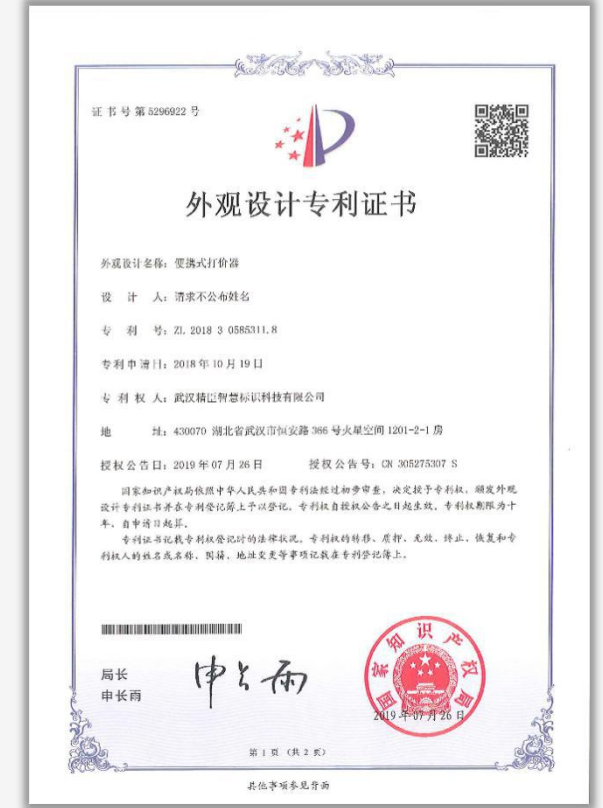 证书号第5296922号
外观设计专利证书
外观设计名称：便携式打价器
设计人：请求不公布姓名
专利号：ZL 2018 3 0585311.8
专利申请日：2018年10月19日
专利权人：武汉精臣智慧标识科技有限公司
地址：430070 湖北省武汉市恒安路366号火星空间1201-2-1房
授权公告日：2019年07月26日 授权公告号：CN 305275307 S
国家知识产权局依照中华人民共和国专利法经过初步审查，决定授予专利权，颁发外观
设计专利证书并在专利登记簿上予以登记。专利权自授权公告之日起生效。专利权期限为十
年，自申请日起算。
专利证书记载专利权登记时的法律状况。专利权的转移、质押、无效、终止、恢复和专
利权人的姓名或名称、国籍、地址变更等事项记载在专利登记簿上。
局长
申长雨
申长雨
国家知识产权局
2019年07月26日
第1页（共2页）
其他事项参见背面